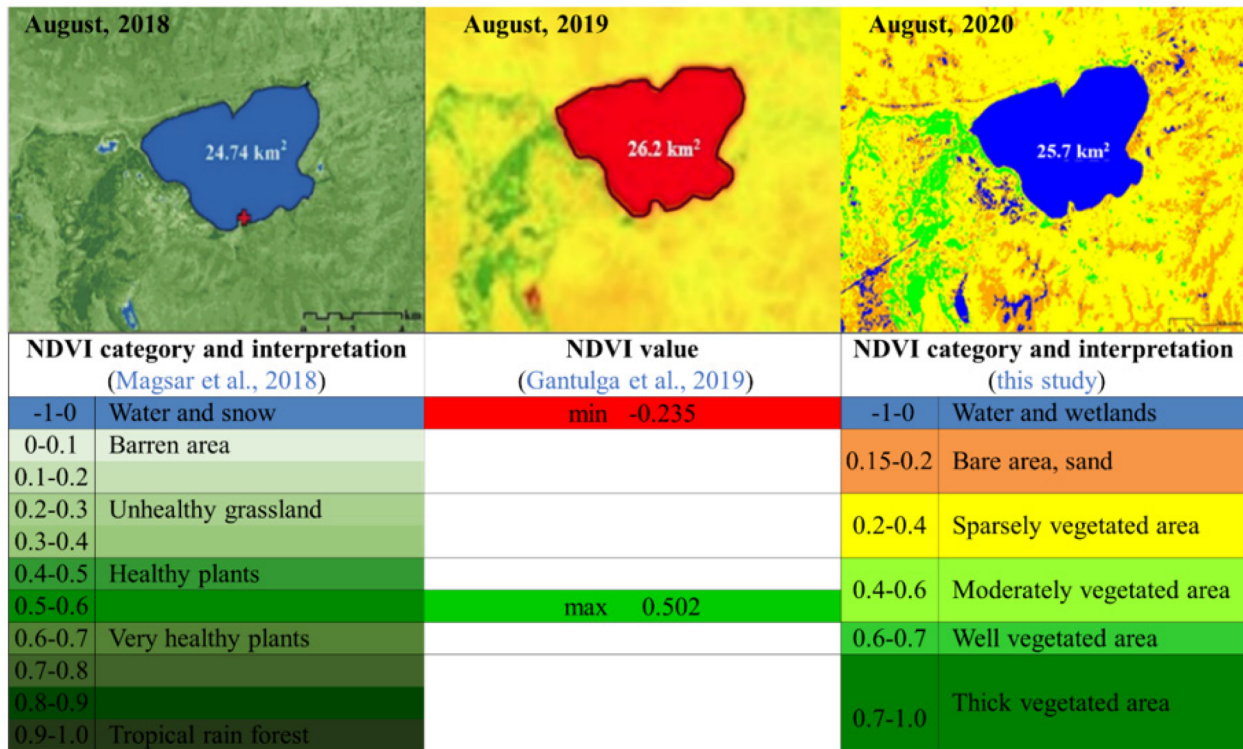 August, 2018
August, 2019
August, 2020
24.74 km²
26.2 km²
25.7 km²
km
NDVI category and interpretation
(Magsar et al., 2018)
NDVI value
(Gantulga et al., 2019)
NDVI category and interpretation
(this study)
-1-0 Water and snow
min -0.235
-1-0 Water and wetlands
0-0.1 Barren area
0.1-0.2
0.15-0.2 Bare area, sand
0.2-0.3 Unhealthy grassland
0.3-0.4
0.2-0.4 Sparsely vegetated area
0.4-0.5 Healthy plants
0.5-0.6
max 0.502
0.4-0.6 Moderately vegetated area
0.6-0.7 Very healthy plants
0.6-0.7 Well vegetated area
0.7-0.8
0.8-0.9
0.9-1.0 Tropical rain forest
0.7-1.0 Thick vegetated area